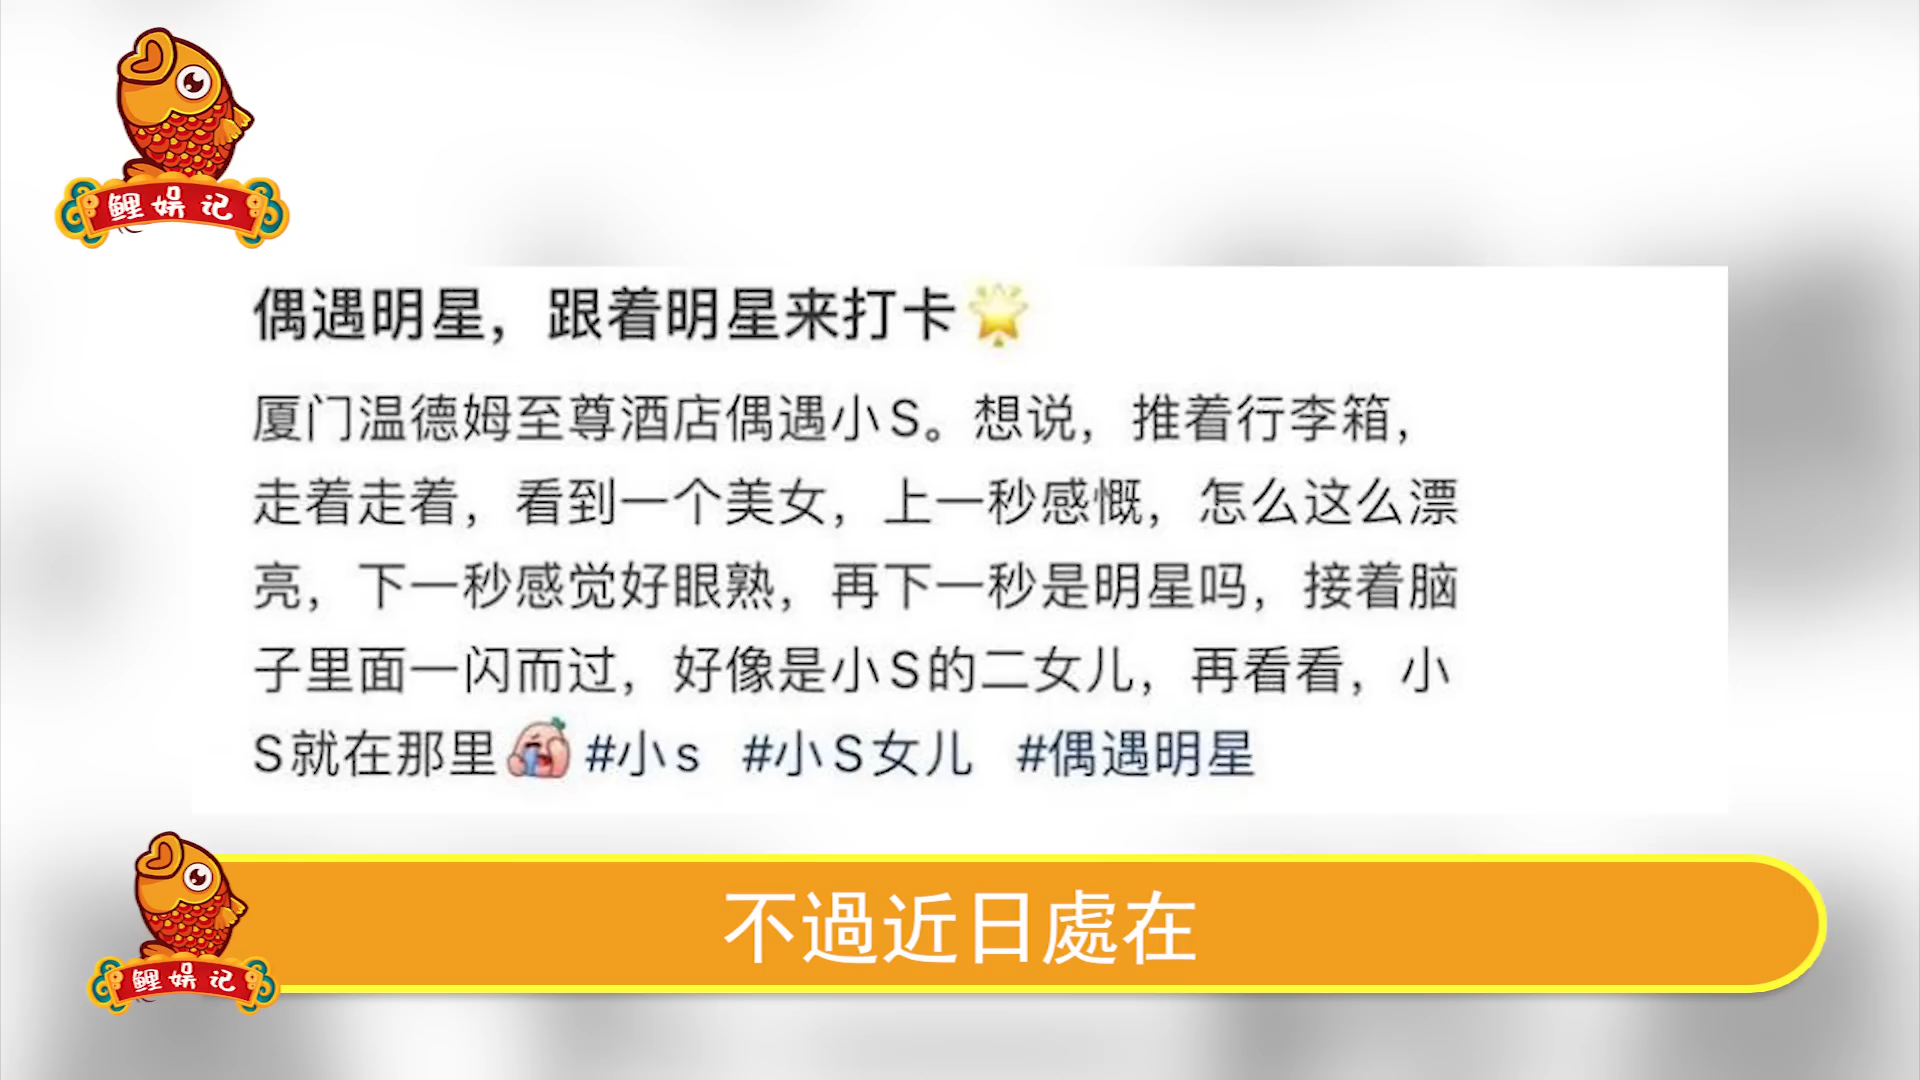 鲤娱记
偶遇明星，跟着明星来打卡🌟
厦门温德姆至尊酒店偶遇小S。想说，推着行李箱，
走着走着，看到一个美女，上一秒感慨，怎么这么漂
亮，下一秒感觉好眼熟，再下一秒是明星吗，接着脑
子里面一闪而过，好像是小S的二女儿，再看看，小
S就在那里 #小s #小S女儿 #偶遇明星
不過近日處在
鲤娱记